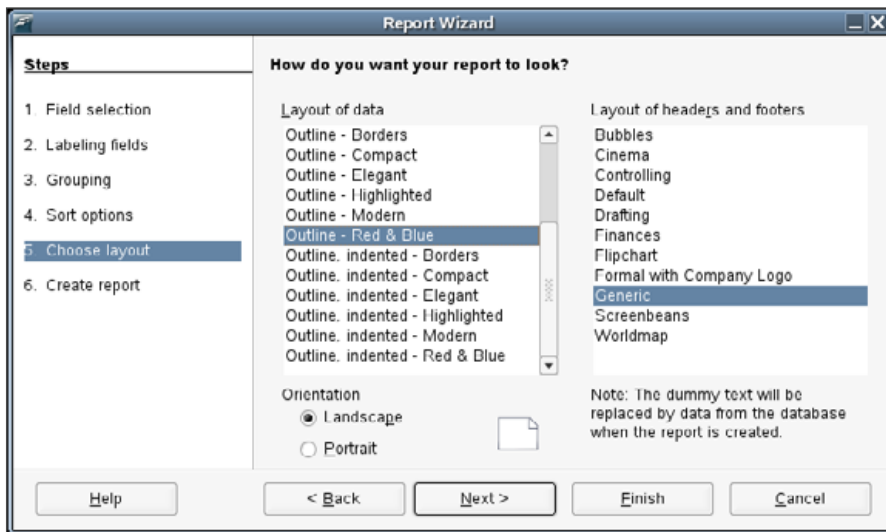 Report Wizard
Steps
1. Field selection
2. Labeling fields
3. Grouping
4. Sort options
5. Choose layout
6. Create report
How do you want your report to look?
Layout of data
Outline - Borders
Outline - Compact
Outline - Elegant
Outline - Highlighted
Outline - Modern
Outline - Red & Blue
Outline, indented - Borders
Outline, indented - Compact
Outline, indented - Elegant
Outline, indented - Highlighted
Outline, indented - Modern
Outline, indented - Red & Blue
Orientation
Landscape
Portrait
Layout of headers and footers
Bubbles
Cinema
Controlling
Default
Drafting
Finances
Flipchart
Formal with Company Logo
Generic
Screenbeans
Worldmap
Note: The dummy text will be
replaced by data from the database
when the report is created.
Help
< Back
Next >
Finish
Cancel